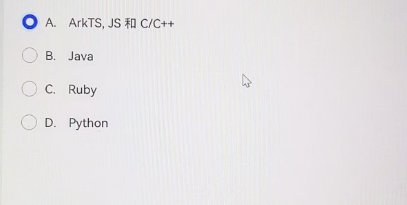 A. ArkTS, JS 和 C/C++
B. Java
C. Ruby
D. Python